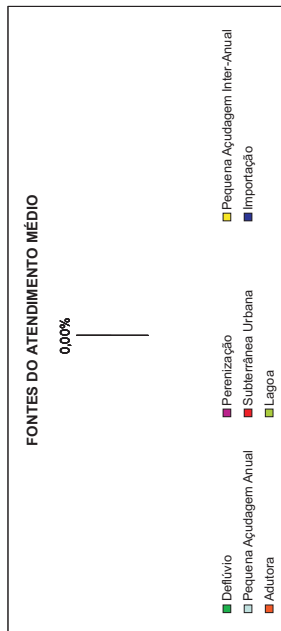 FONTES DO ATENDIMENTO MÉDIO
0,00%
Deflúvio
Pequena Açudagem Anual
Adutora
Perenização
Subterrânea Urbana
Lagoa
Pequena Açudagem Inter-Anual
Importação